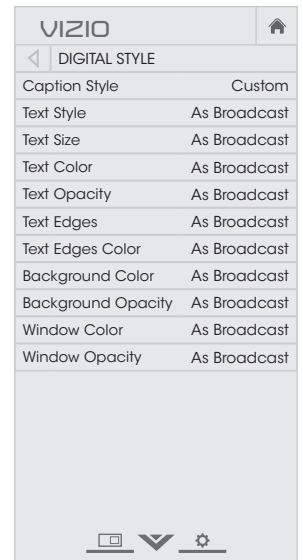 VIZIO
DIGITAL STYLE
Caption Style Custom
Text Style As Broadcast
Text Size As Broadcast
Text Color As Broadcast
Text Opacity As Broadcast
Text Edges As Broadcast
Text Edges Color As Broadcast
Background Color As Broadcast
Background Opacity As Broadcast
Window Color As Broadcast
Window Opacity As Broadcast